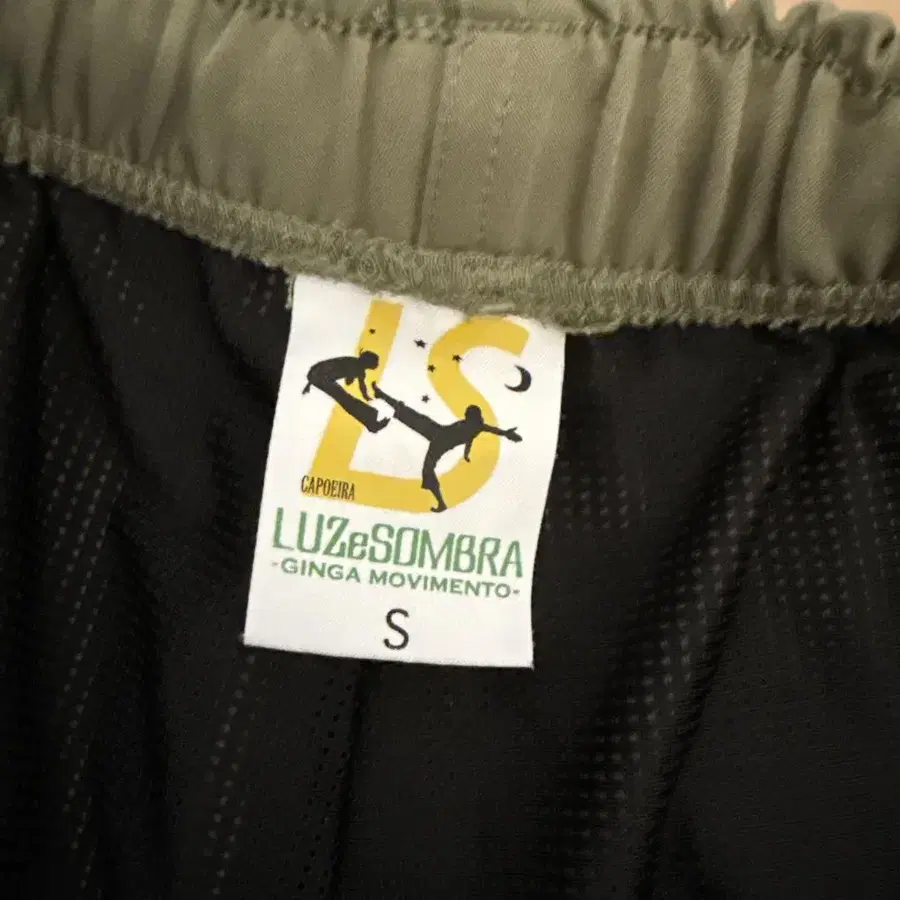 LS
CAPOEIRA
LUZeSOMBRA
-GINGA MOVIMENTO-
S